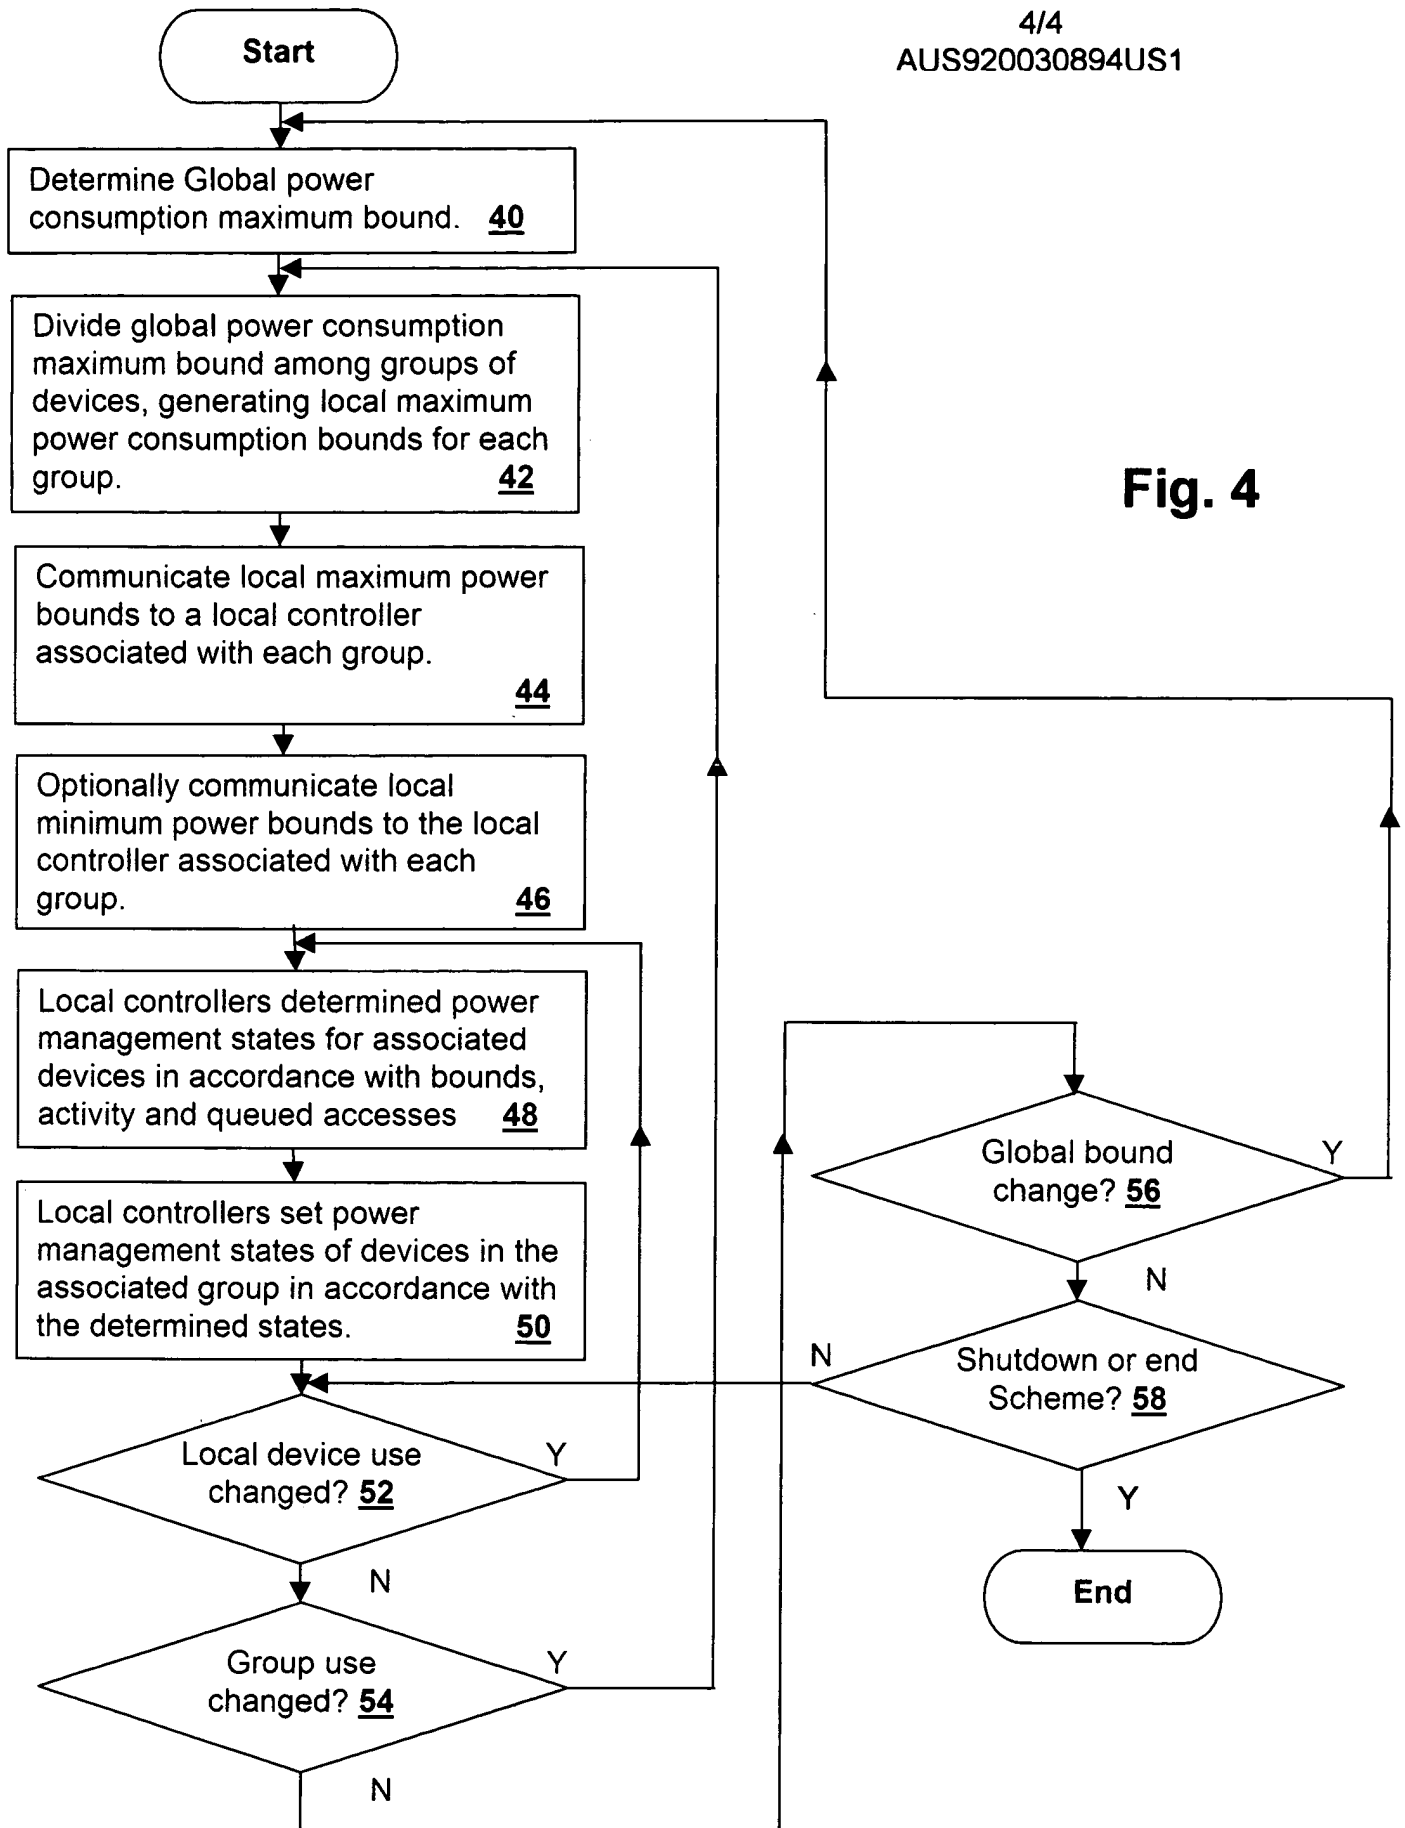 4/4
AUS920030894US1
Start
Determine Global power
consumption maximum bound. 40
Divide global power consumption
maximum bound among groups of
devices, generating local maximum
power consumption bounds for each
group. 42
Fig. 4
Communicate local maximum power
bounds to a local controller
associated with each group.
44
Optionally communicate local
minimum power bounds to the local
controller associated with each
group. 46
Local controllers determined power
management states for associated
devices in accordance with bounds,
activity and queued accesses 48
Local controllers set power
management states of devices in the
associated group in accordance with
the determined states. 50
Local device use
changed? 52
Y
N
Group use
changed? 54
Y
N
Global bound
change? 56
Y
N
Shutdown or end
Scheme? 58
N
Y
End